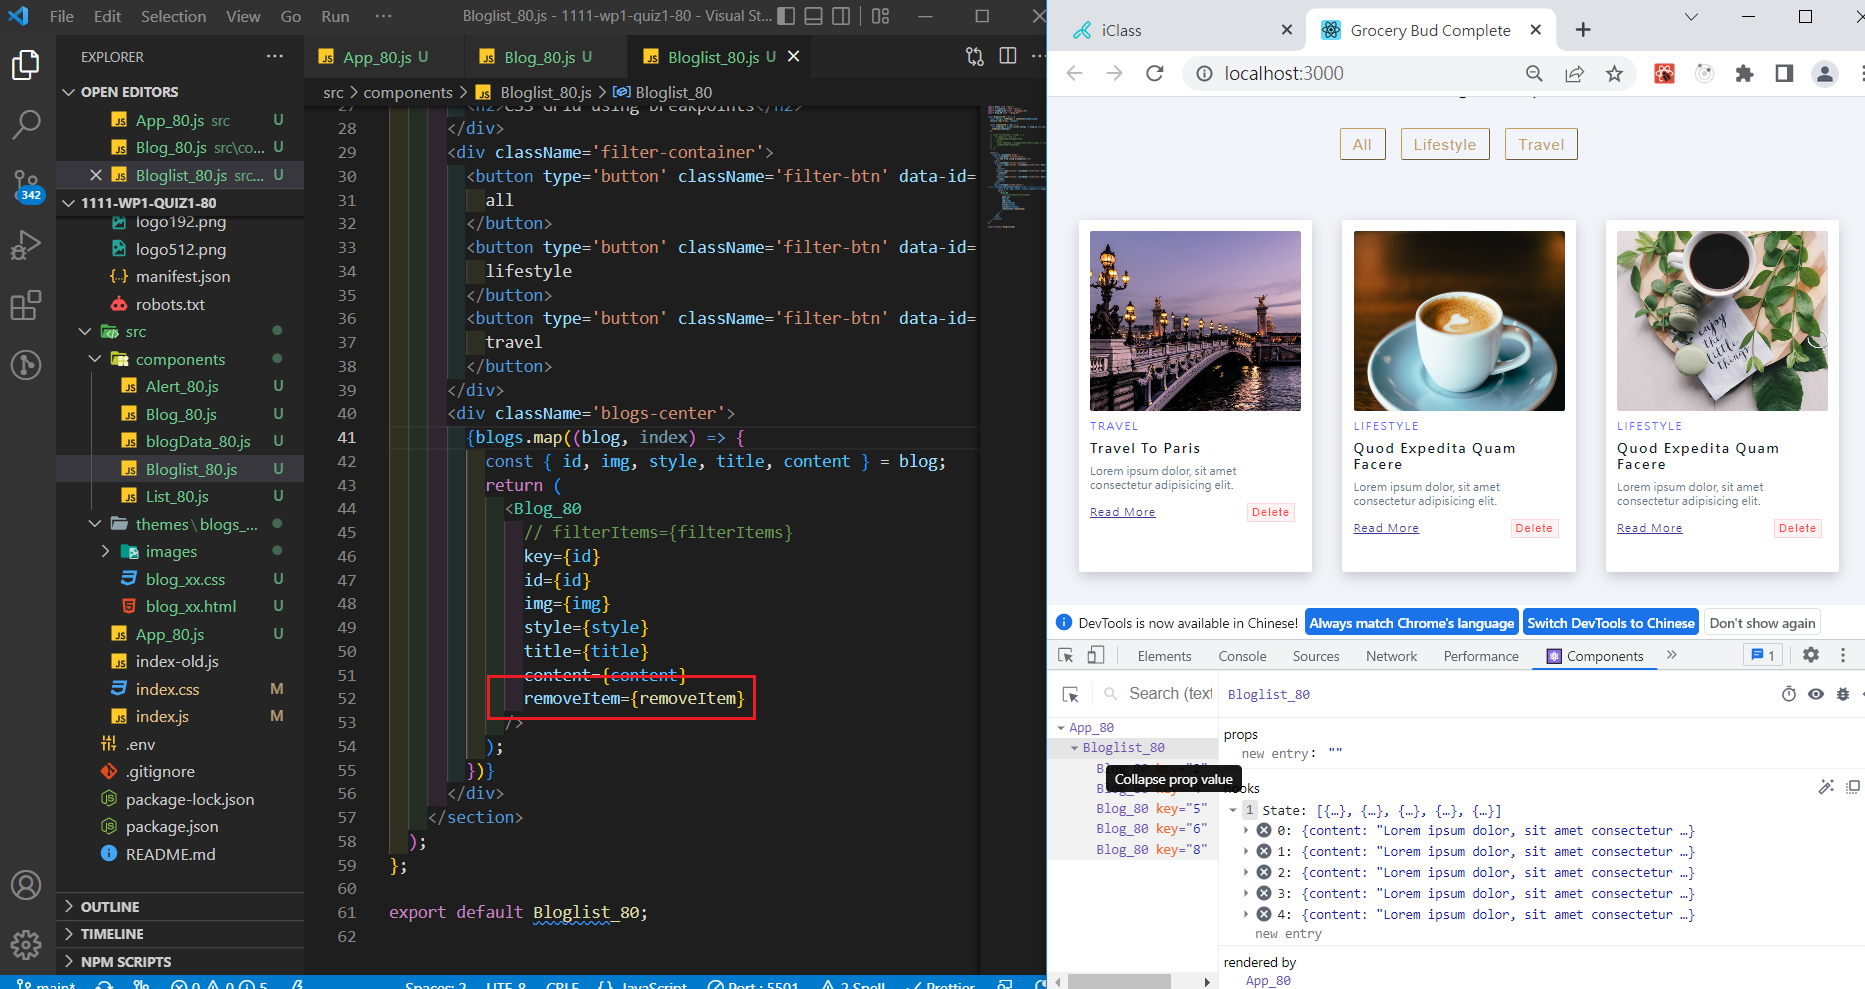 File Edit Selection View Go Run ··· Bloglist_80.js - 1111-wp1-quiz1-80 - Visual St...
EXPLORER
OPEN EDITORS
App_80.js src U
Blog_80.js src\co... U
Bloglist_80.js src... U
1111-WP1-QUIZ1-80
logo192.png
logo512.png
manifest.json
robots.txt
src
components
Alert_80.js U
Blog_80.js U
blogData_80.js U
Bloglist_80.js U
List_80.js U
themes\blogs_...
images
blog_xx.css U
blog_xx.html U
App_80.js U
index-old.js
index.css M
index.js M
.env
.gitignore
package-lock.json
package.json
README.md
OUTLINE
TIMELINE
NPM SCRIPTS
342
App_80.js U Blog_80.js U Bloglist_80.js U
src > components > Bloglist_80.js > Bloglist_80
27 <h2>CSS Grid using breakpoints</h2>
28 </div>
29 <div className='filter-container'>
30 <button type='button' className='filter-btn' data-id=
31 all
32 </button>
33 <button type='button' className='filter-btn' data-id=
34 lifestyle
35 </button>
36 <button type='button' className='filter-btn' data-id=
37 travel
38 </button>
39 </div>
40 <div className='blogs-center'>
41 {blogs.map((blog, index) => {
42 const { id, img, style, title, content } = blog;
43 return (
44 <Blog_80
45 // filterItems={filterItems}
46 key={id}
47 id={id}
48 img={img}
49 style={style}
50 title={title}
51 content={content}
52 removeItem={removeItem}
53 />
54 );
55 })}
56 </div>
57 </section>
58 );
59 };
60
61 export default Bloglist_80;
62
main* 0 0 5 Spaces: 2 UTF-8 CRLF {} JavaScript Port : 5501 2 Spell Prettier
iClass
Grocery Bud Complete
localhost:3000
All Lifestyle Travel
TRAVEL
Travel To Paris
Lorem ipsum dolor, sit amet
consectetur adipisicing elit.
Read More Delete
LIFESTYLE
Quod Expedita Quam
Facere
Lorem ipsum dolor, sit amet
consectetur adipisicing elit.
Read More Delete
enjoy the little things
LIFESTYLE
Quod Expedita Quam
Facere
Lorem ipsum dolor, sit amet
consectetur adipisicing elit.
Read More Delete
DevTools is now available in Chinese! Always match Chrome's language Switch DevTools to Chinese Don't show again
Elements Console Sources Network Performance Components 1
Search (text
App_80
Bloglist_80
Collapse prop value
Blog_80 key="5"
Blog_80 key="6"
Blog_80 key="8"
Bloglist_80
props
new entry: ""
hooks
1 State: [{…}, {…}, {…}, {…}, {…}]
0: {content: "Lorem ipsum dolor, sit amet consectetur …}
1: {content: "Lorem ipsum dolor, sit amet consectetur …}
2: {content: "Lorem ipsum dolor, sit amet consectetur …}
3: {content: "Lorem ipsum dolor, sit amet consectetur …}
4: {content: "Lorem ipsum dolor, sit amet consectetur …}
new entry
rendered by
App_80